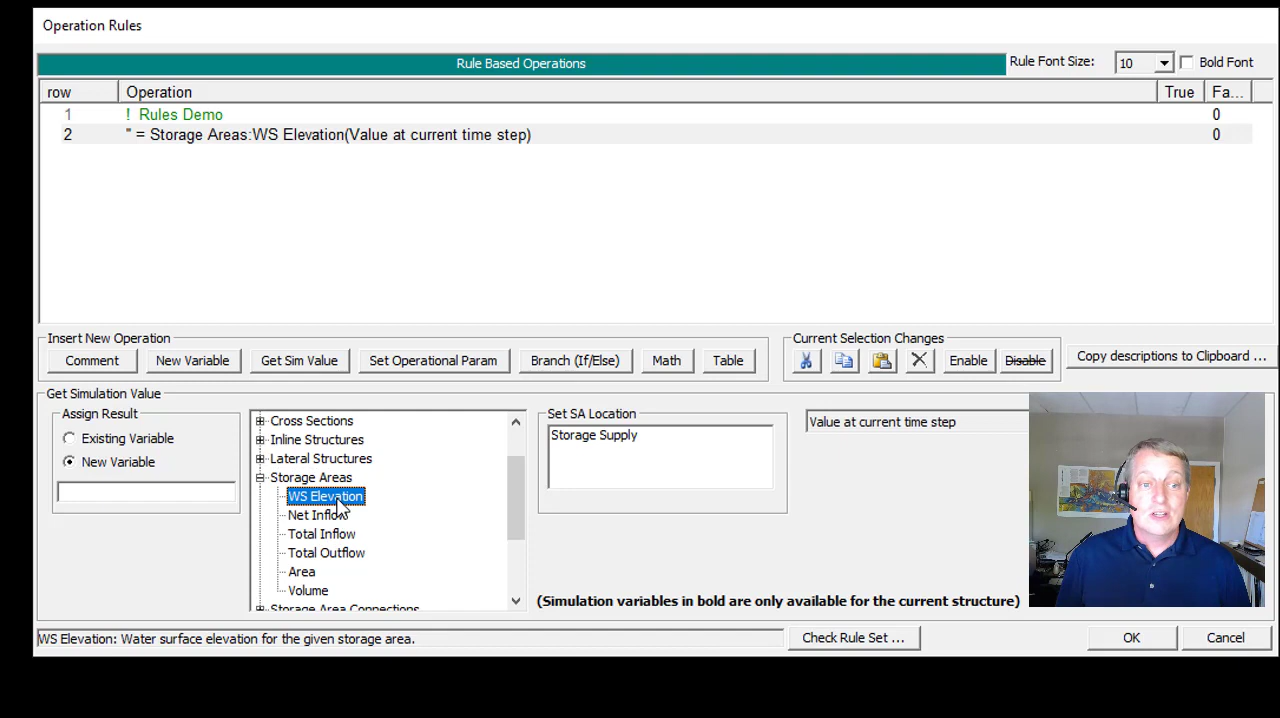 Operation Rules
Rule Based Operations
Rule Font Size: 10 Bold Font
row Operation True Fa...
1 ! Rules Demo 0
2 '' = Storage Areas:WS Elevation(Value at current time step) 0
Insert New Operation
Comment New Variable Get Sim Value Set Operational Param Branch (If/Else) Math Table
Current Selection Changes
Enable Disable
Copy descriptions to Clipboard ...
Get Simulation Value
Assign Result
Existing Variable
New Variable
Cross Sections
Inline Structures
Lateral Structures
Storage Areas
WS Elevation
Net Inflow
Total Inflow
Total Outflow
Area
Volume
Storage Area Connections
Set SA Location
Storage Supply
Value at current time step
(Simulation variables in bold are only available for the current structure)
WS Elevation: Water surface elevation for the given storage area.
Check Rule Set ...
OK Cancel